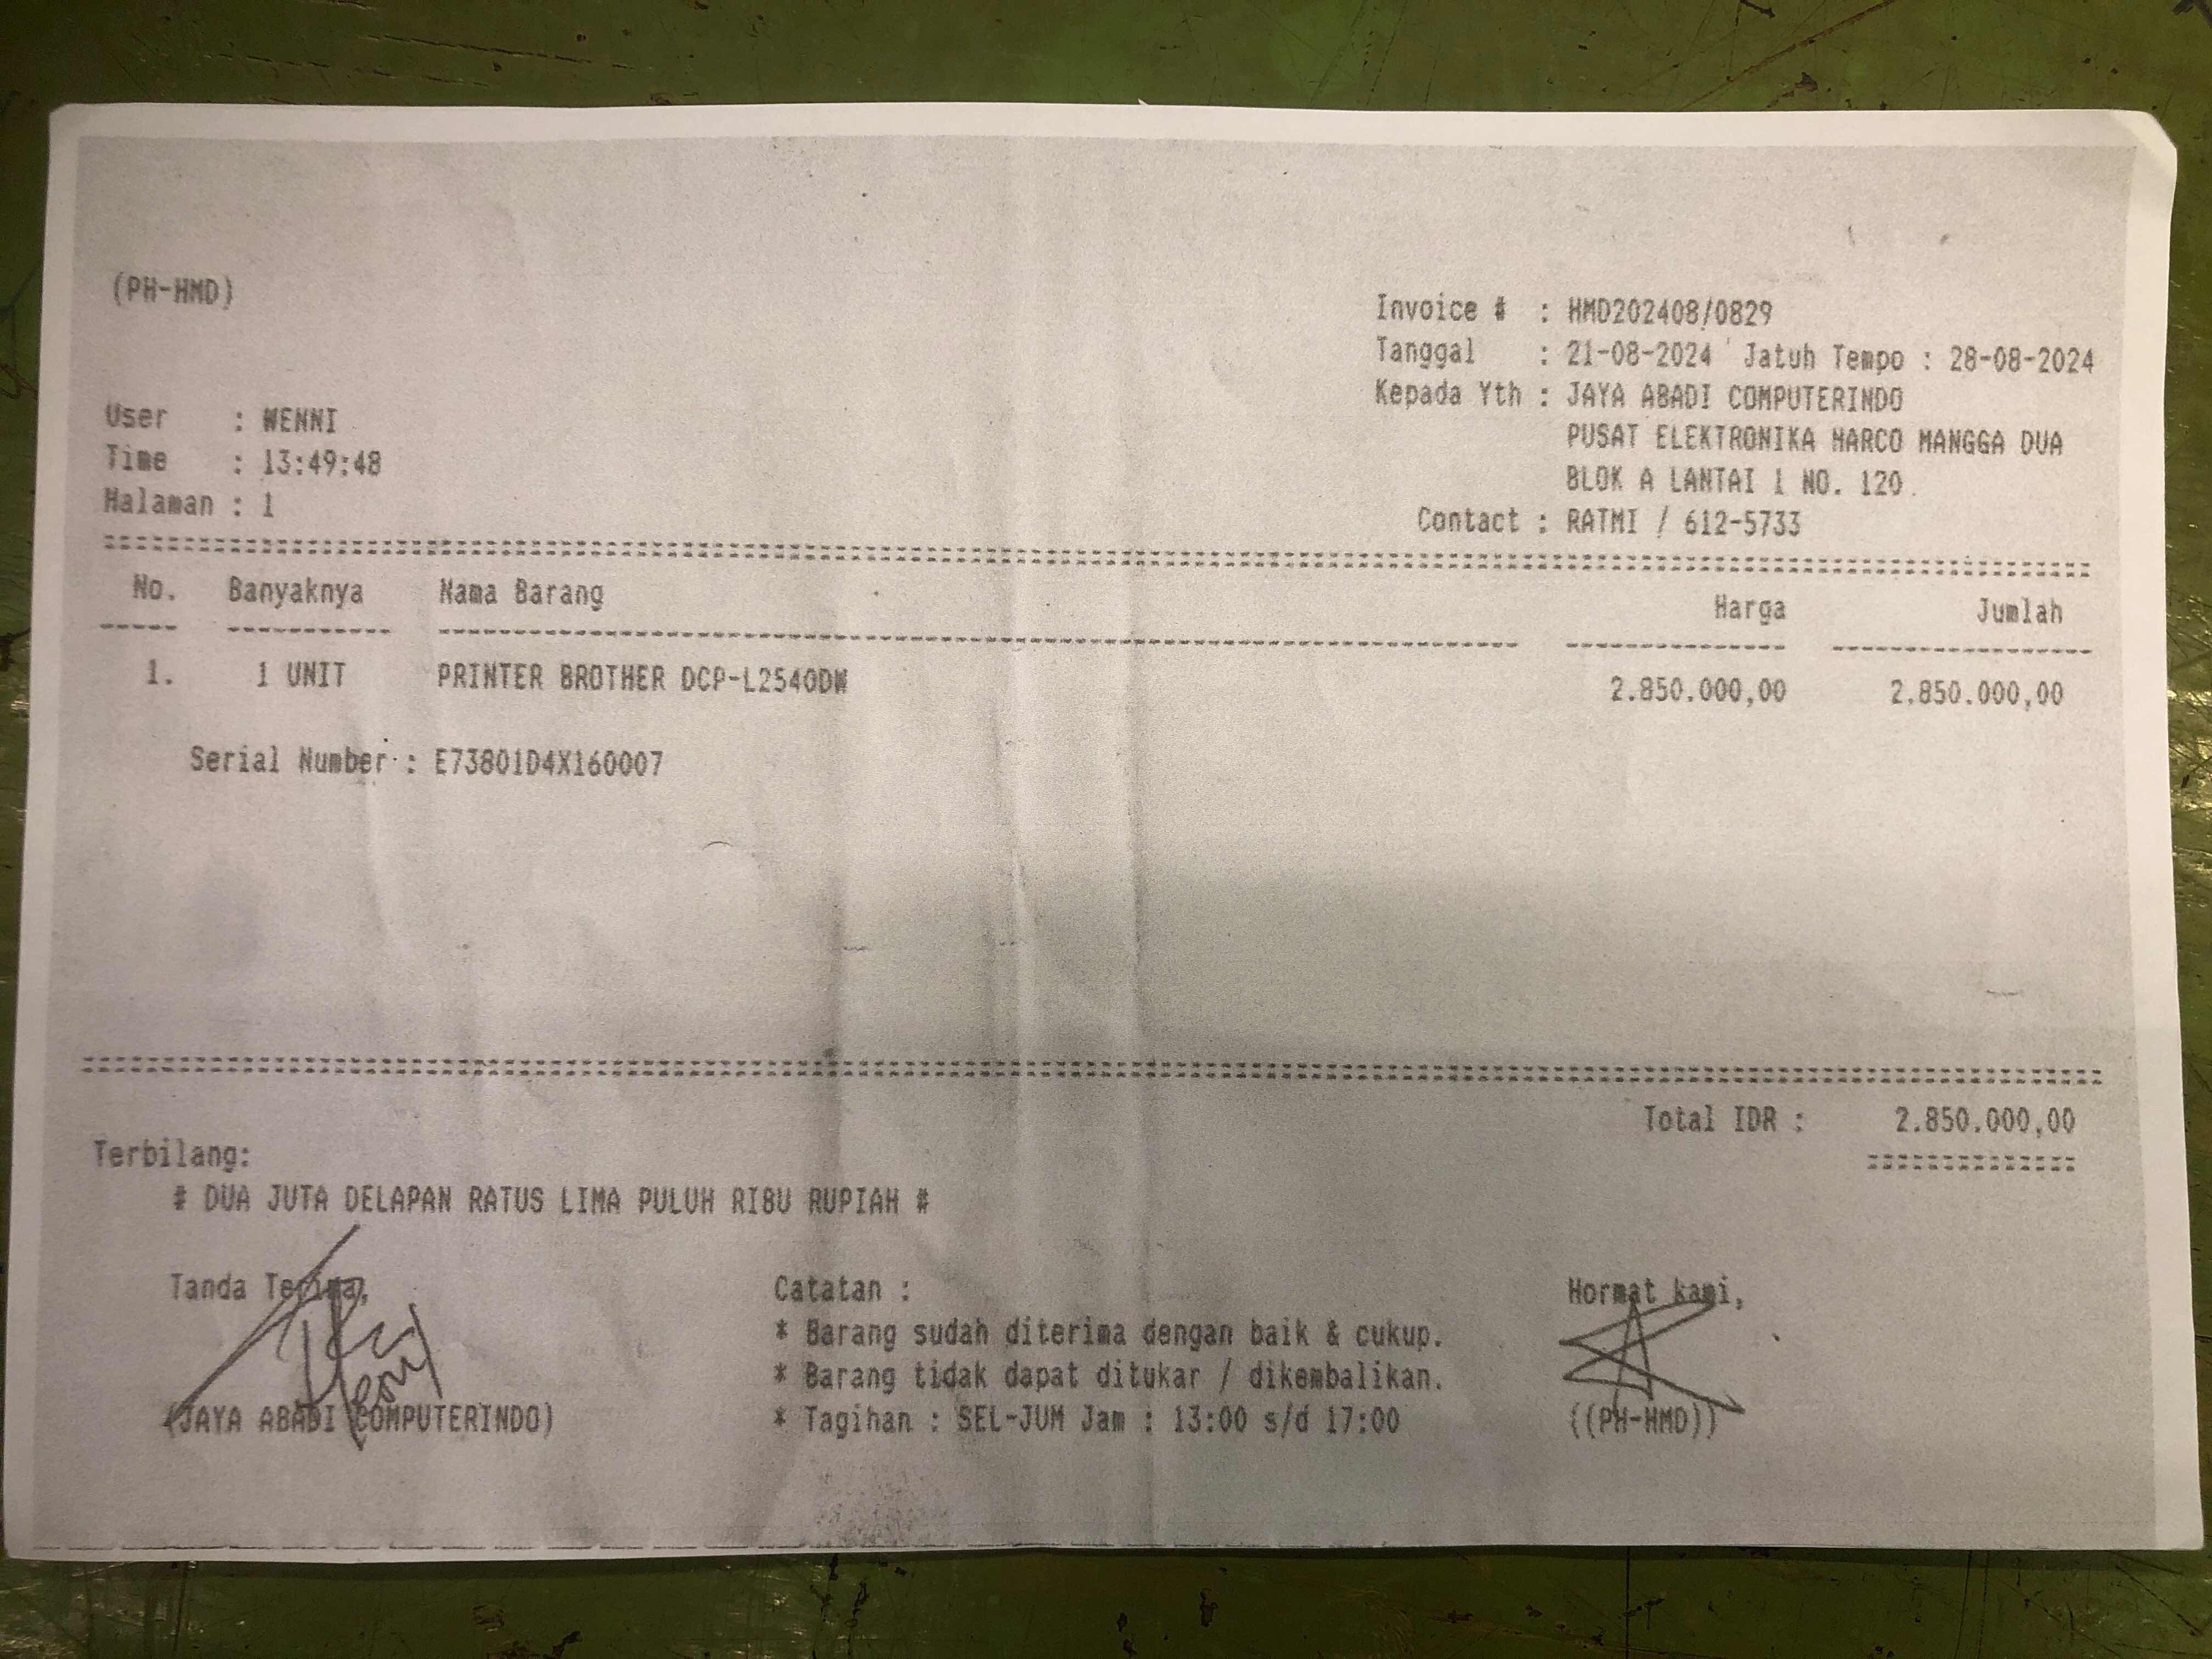 (PH-HMD)
Invoice # : HMD202408/0829
Tanggal : 21-08-2024 Jatuh Tempo : 28-08-2024
Kepada Yth : JAYA ABADI COMPUTERINDO
PUSAT ELEKTRONIKA HARCO MANGGA DUA
BLOK A LANTAI 1 NO. 120
Contact : RATMI / 612-5733
User : WENNI
Time : 13:49:48
Halaman : 1
No. Banyaknya Nama Barang Harga Jumlah
1. 1 UNIT PRINTER BROTHER DCP-L2540DW 2.850.000,00 2.850.000,00
Serial Number : E73801D4X160007
Total IDR : 2.850.000,00
Terbilang:
# DUA JUTA DELAPAN RATUS LIMA PULUH RIBU RUPIAH #
Tanda Terima,
(JAYA ABADI COMPUTERINDO)
Catatan :
* Barang sudah diterima dengan baik & cukup.
* Barang tidak dapat ditukar / dikembalikan.
* Tagihan : SEL-JUM Jam : 13:00 s/d 17:00
Hormat kami,
((PH-HMD))